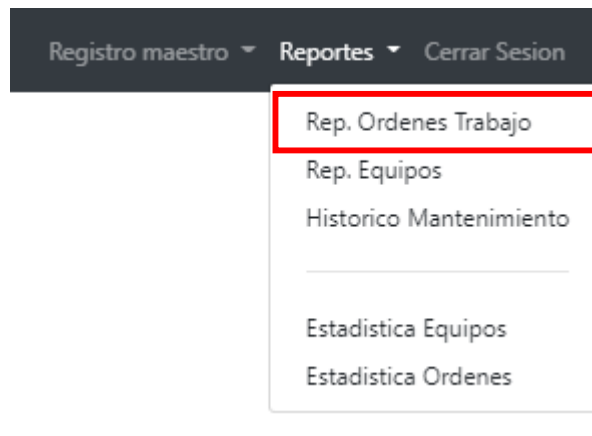 Registro maestro Reportes Cerrar Sesion
Rep. Ordenes Trabajo
Rep. Equipos
Historico Mantenimiento
Estadistica Equipos
Estadistica Ordenes